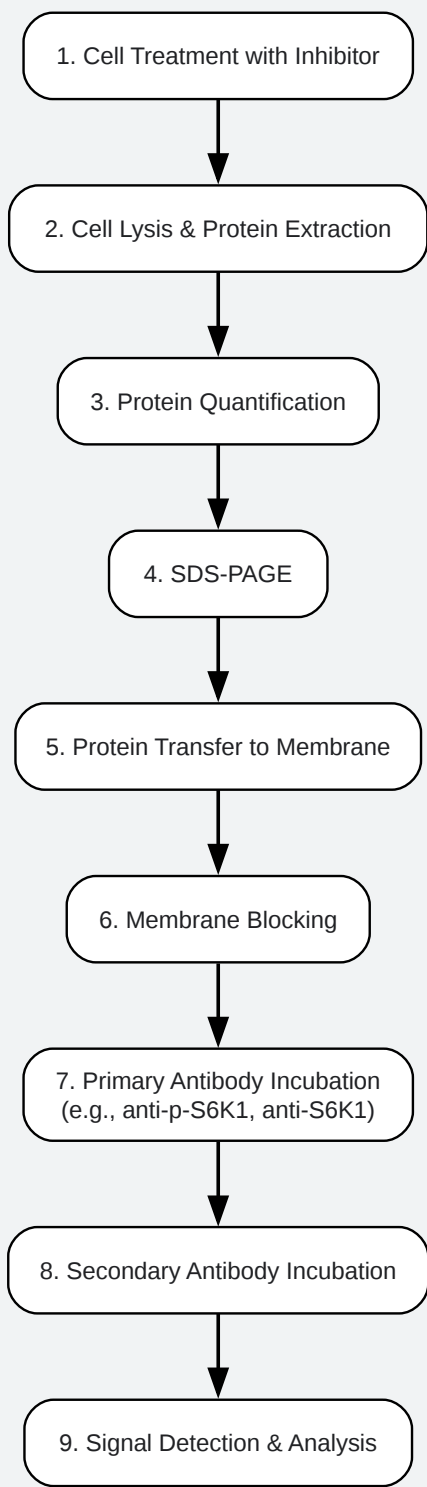 1. Cell Treatment with Inhibitor
2. Cell Lysis & Protein Extraction
3. Protein Quantification
4. SDS-PAGE
5. Protein Transfer to Membrane
6. Membrane Blocking
7. Primary Antibody Incubation
(e.g., anti-p-S6K1, anti-S6K1)
8. Secondary Antibody Incubation
9. Signal Detection & Analysis